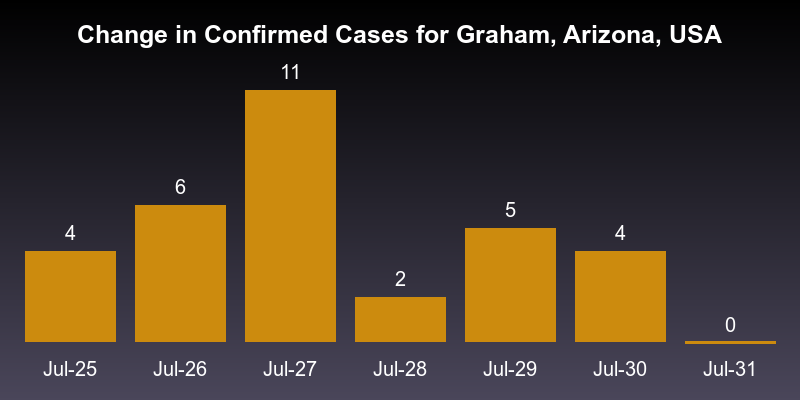 Change in Confirmed Cases for Graham, Arizona, USA
4
6
11
2
5
4
0
Jul-25
Jul-26
Jul-27
Jul-28
Jul-29
Jul-30
Jul-31